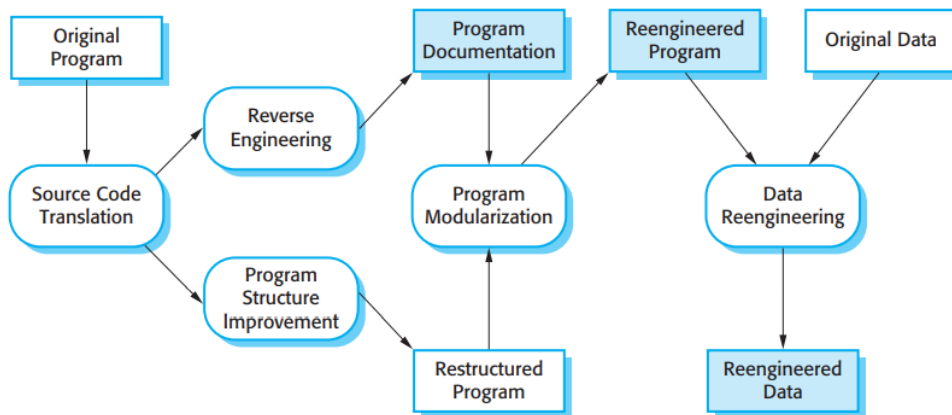 Original
Program
Program
Documentation
Reengineered
Program
Original Data
Reverse
Engineering
Source Code
Translation
Program
Modularization
Data
Reengineering
Program
Structure
Improvement
Restructured
Program
Reengineered
Data